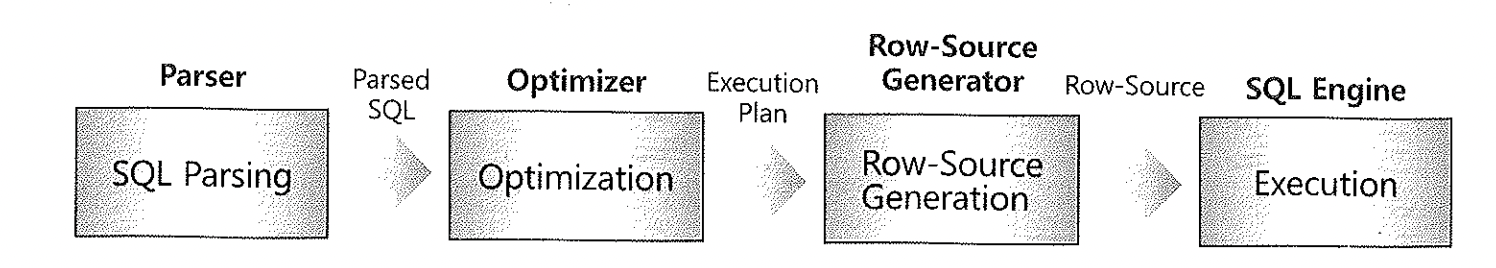 Parser
SQL Parsing
Parsed
SQL
Optimizer
Optimization
Execution
Plan
Row-Source
Generator
Row-Source
Generation
Row-Source
SQL Engine
Execution